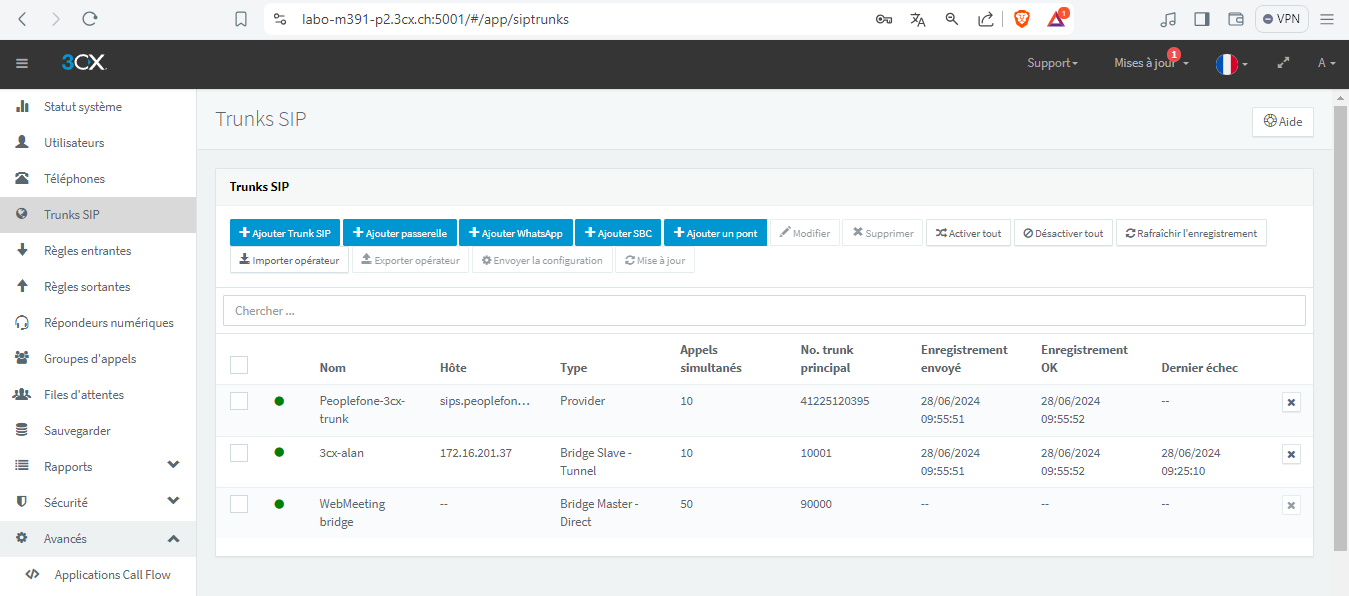 labo-m391-p2.3cx.ch:5001/#/app/siptrunks
1
VPN
3CX
Support
Mises à jour
1
A
Statut système
Utilisateurs
Téléphones
Trunks SIP
Règles entrantes
Règles sortantes
Répondeurs numériques
Groupes d'appels
Files d'attentes
Sauvegarder
Rapports
Sécurité
Avancés
Applications Call Flow
Trunks SIP
Aide
Trunks SIP
Ajouter Trunk SIP Ajouter passerelle Ajouter WhatsApp Ajouter SBC Ajouter un pont Modifier Supprimer Activer tout Désactiver tout Rafraîchir l'enregistrement
Importer opérateur Exporter opérateur Envoyer la configuration Mise à jour
Chercher ...
Nom Hôte Type Appels simultanés No. trunk principal Enregistrement envoyé Enregistrement OK Dernier échec
Peoplefone-3cx-trunk sips.peoplefon... Provider 10 41225120395 28/06/2024 09:55:51 28/06/2024 09:55:52 --
3cx-alan 172.16.201.37 Bridge Slave - Tunnel 10 10001 28/06/2024 09:55:51 28/06/2024 09:55:52 28/06/2024 09:25:10
WebMeeting bridge -- Bridge Master - Direct 50 90000 -- -- --